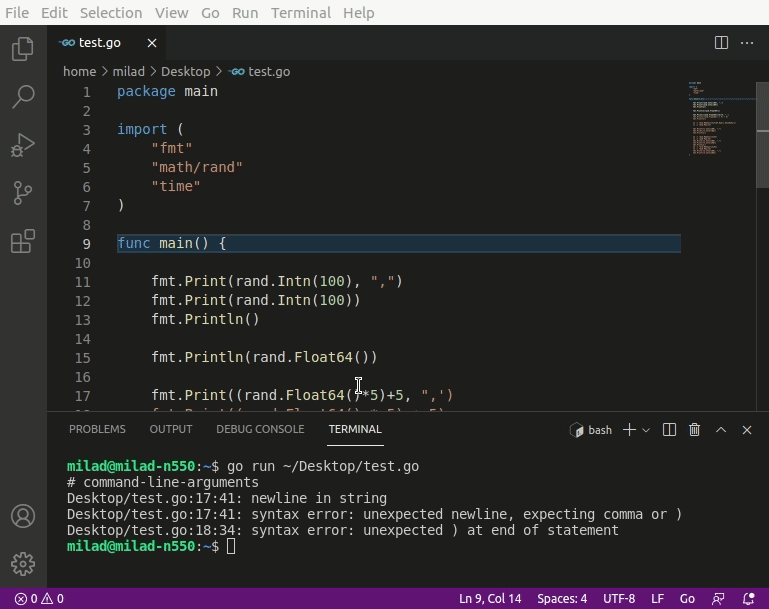 File Edit Selection View Go Run Terminal Help
test.go
home > milad > Desktop > test.go
1 package main
2
3 import (
4 "fmt"
5 "math/rand"
6 "time"
7 )
8
9 func main() {
10
11 fmt.Print(rand.Intn(100), ",")
12 fmt.Print(rand.Intn(100))
13 fmt.Println()
14
15 fmt.Println(rand.Float64())
16
17 fmt.Print((rand.Float64()*5)+5, ",')
PROBLEMS OUTPUT DEBUG CONSOLE TERMINAL bash
milad@milad-n550:~$ go run ~/Desktop/test.go
# command-line-arguments
Desktop/test.go:17:41: newline in string
Desktop/test.go:17:41: syntax error: unexpected newline, expecting comma or )
Desktop/test.go:18:34: syntax error: unexpected ) at end of statement
milad@milad-n550:~$
0 0 Ln 9, Col 14 Spaces: 4 UTF-8 LF Go